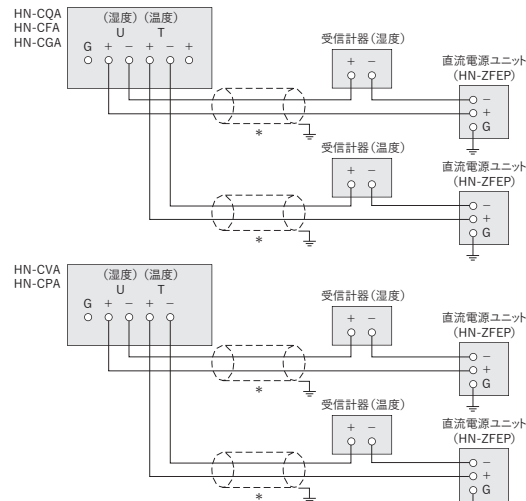 HN-CQA
HN-CFA
HN-CGA
(湿度) (温度)
U T
G + − + − +
受信計器(湿度)
+ −
直流電源ユニット
(HN-ZFEP)
−
+
G
*
受信計器(温度)
+ −
直流電源ユニット
(HN-ZFEP)
−
+
G
*
HN-CVA
HN-CPA
(湿度) (温度)
U T
G + − + −
受信計器(湿度)
+ −
直流電源ユニット
(HN-ZFEP)
−
+
G
*
受信計器(温度)
+ −
直流電源ユニット
(HN-ZFEP)
−
+
G
*